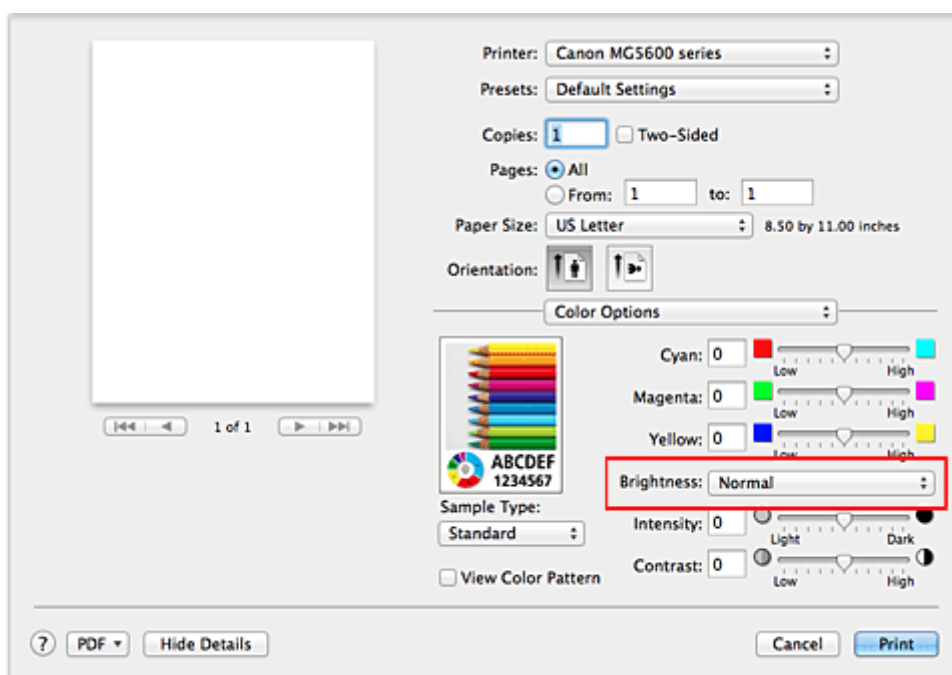 Printer: Canon MG5600 series
Presets: Default Settings
Copies: 1 Two-Sided
Pages: All
From: 1 to: 1
Paper Size: US Letter 8.50 by 11.00 inches
Orientation:
Color Options
1 of 1
Cyan: 0
Low High
Magenta: 0
Low High
Yellow: 0
Low High
ABCDEF
1234567
Brightness: Normal
Sample Type:
Standard
Intensity: 0
Light Dark
View Color Pattern
Contrast: 0
Low High
? PDF Hide Details Cancel Print